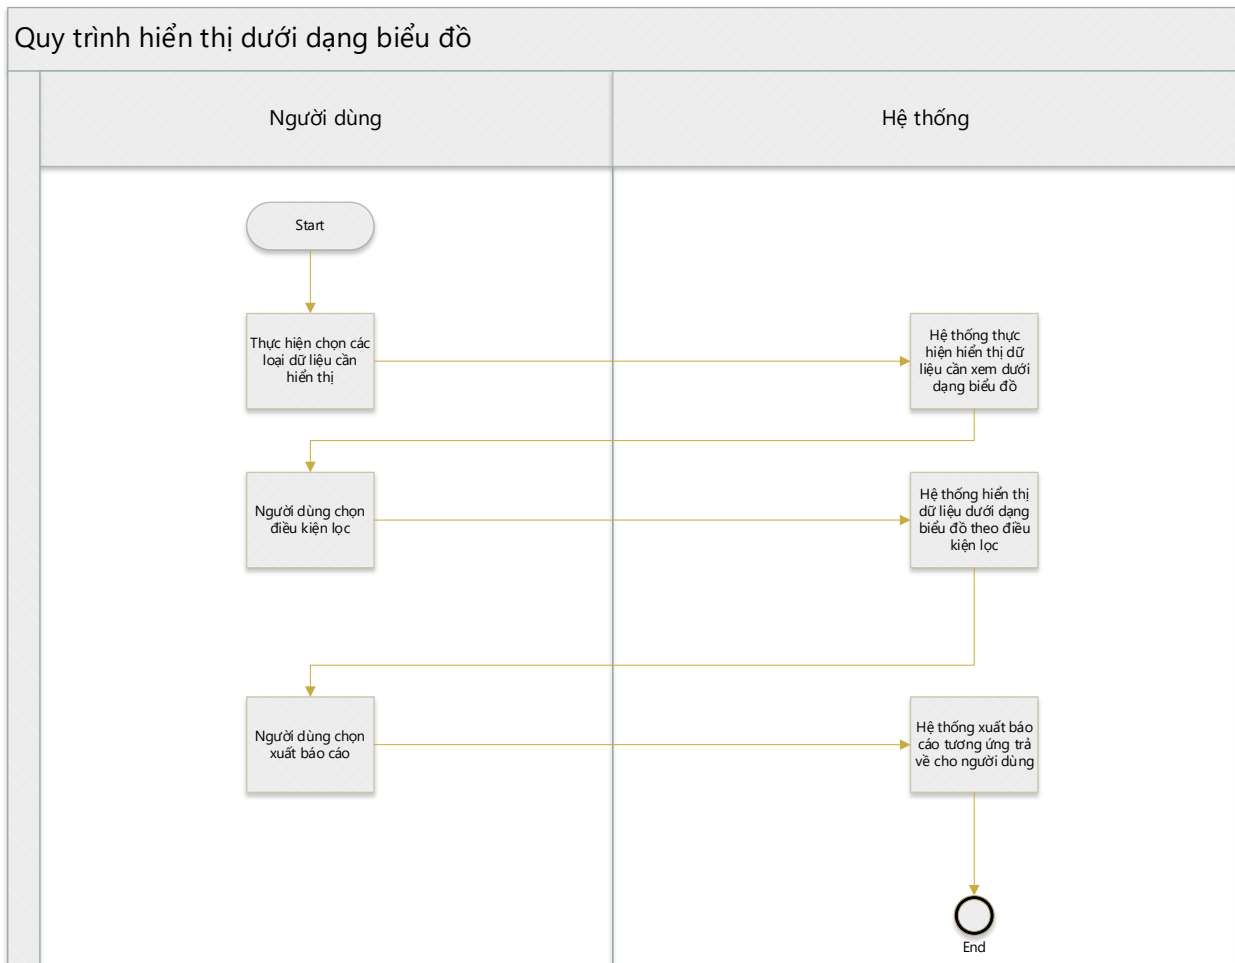 Quy trình hiển thị dưới dạng biểu đồ
Người dùng
Hệ thống
Start
Thực hiện chọn các
loại dữ liệu cần
hiển thị
Hệ thống thực
hiện hiển thị dữ
liệu cần xem dưới
dạng biểu đồ
Người dùng chọn
điều kiện lọc
Hệ thống hiển thị
dữ liệu dưới dạng
biểu đồ theo điều
kiện lọc
Người dùng chọn
xuất báo cáo
Hệ thống xuất báo
cáo tương ứng trả
về cho người dùng
End